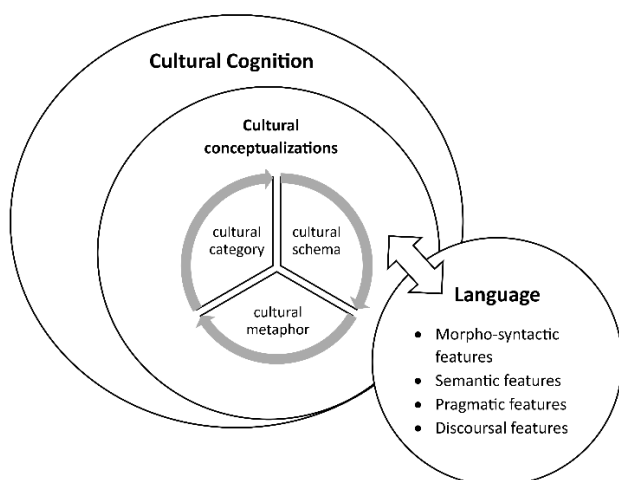 Cultural Cognition
Cultural
conceptualizations
cultural
category
cultural
schema
cultural
metaphor
Language
• Morpho-syntactic
features
• Semantic features
• Pragmatic features
• Discoursal features